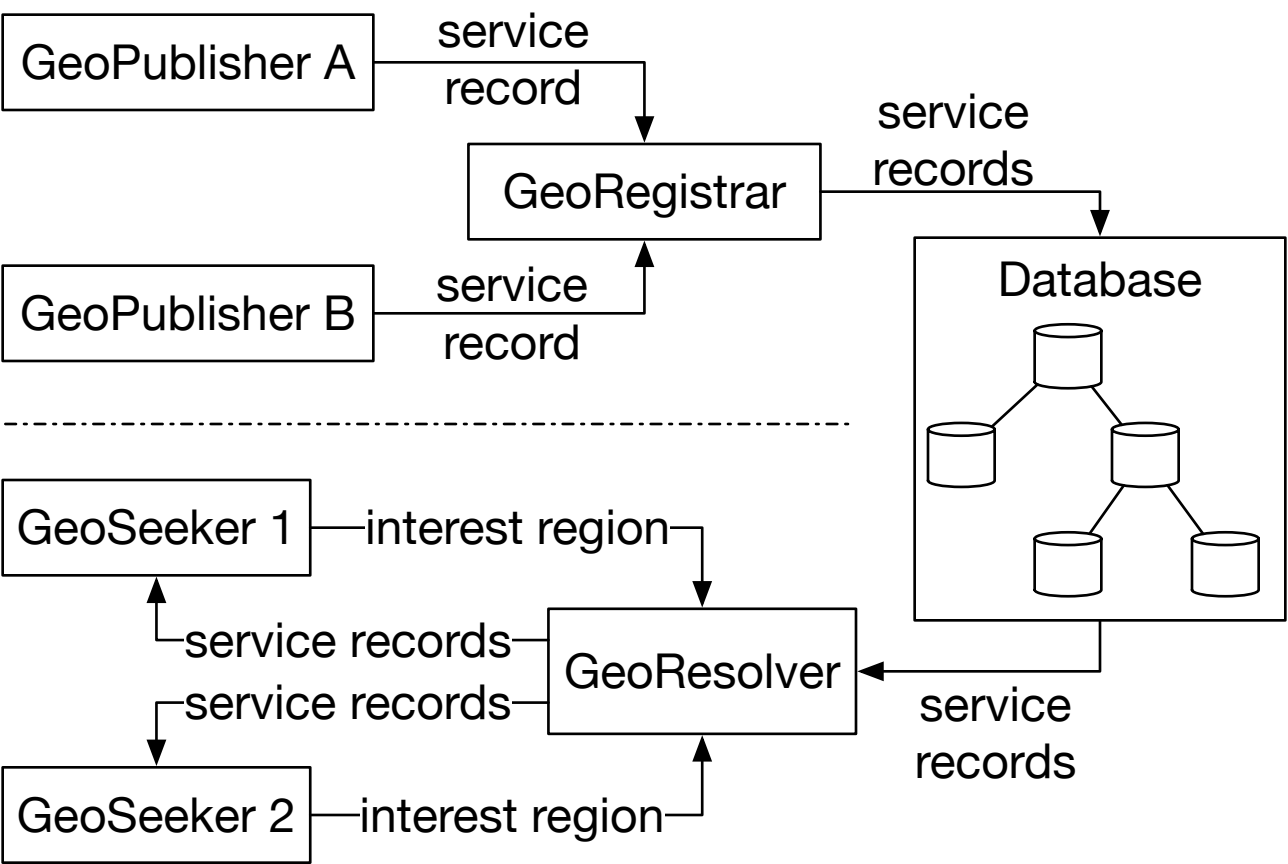 GeoPublisher A
service
record
GeoRegistrar
service
records
GeoPublisher B
service
record
Database
GeoSeeker 1
interest region
service records
GeoResolver
service records
service
records
GeoSeeker 2
interest region